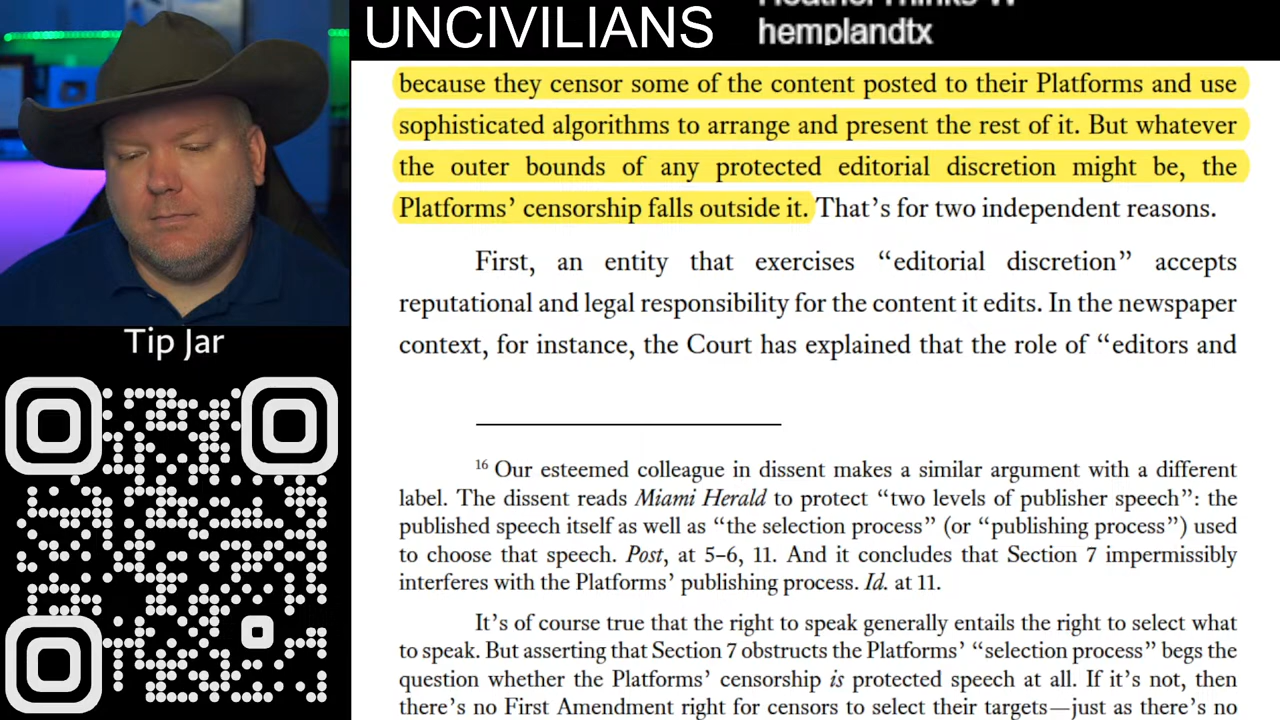 UNCIVILIANS
hemplandtx
because they censor some of the content posted to their Platforms and use
sophisticated algorithms to arrange and present the rest of it. But whatever
the outer bounds of any protected editorial discretion might be, the
Platforms’ censorship falls outside it. That’s for two independent reasons.
First, an entity that exercises “editorial discretion” accepts
reputational and legal responsibility for the content it edits. In the newspaper
context, for instance, the Court has explained that the role of “editors and
16 Our esteemed colleague in dissent makes a similar argument with a different
label. The dissent reads Miami Herald to protect “two levels of publisher speech”: the
published speech itself as well as “the selection process” (or “publishing process”) used
to choose that speech. Post, at 5–6, 11. And it concludes that Section 7 impermissibly
interferes with the Platforms’ publishing process. Id. at 11.
It’s of course true that the right to speak generally entails the right to select what
to speak. But asserting that Section 7 obstructs the Platforms’ “selection process” begs the
question whether the Platforms’ censorship is protected speech at all. If it’s not, then
there’s no First Amendment right for censors to select their targets—just as there’s no
Tip Jar